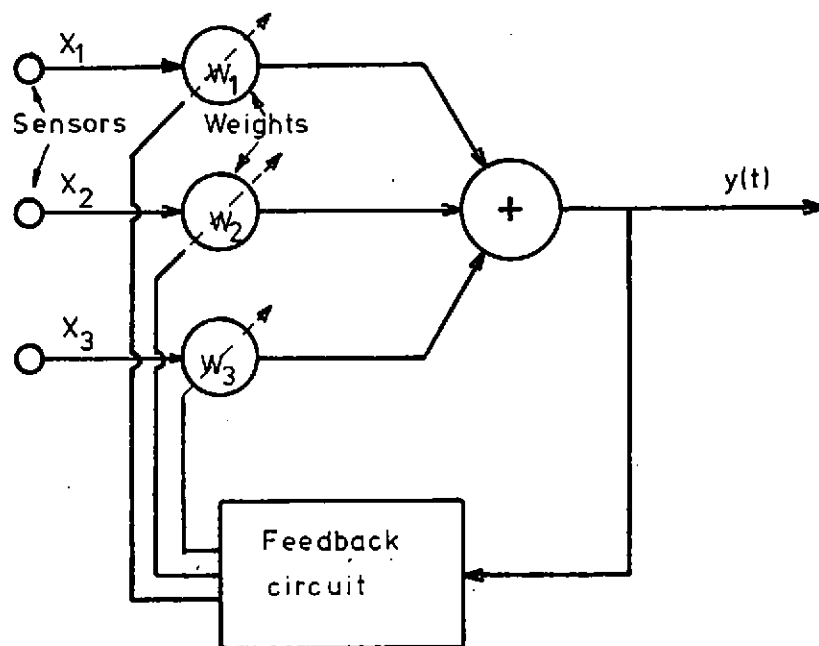 X1
W1
Sensors
Weights
X2
W2
+
y(t)
X3
W3
Feedback
circuit